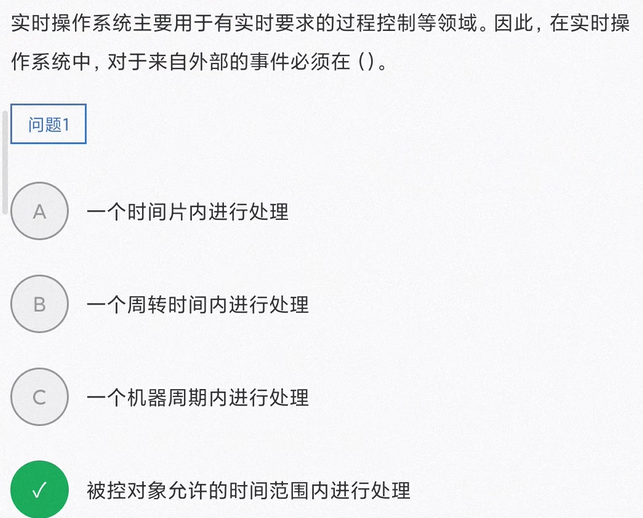 实时操作系统主要用于有实时要求的过程控制等领域。因此，在实时操
作系统中，对于来自外部的事件必须在 ()。
问题1
A 一个时间片内进行处理
B 一个周转时间内进行处理
C 一个机器周期内进行处理
✓ 被控对象允许的时间范围内进行处理